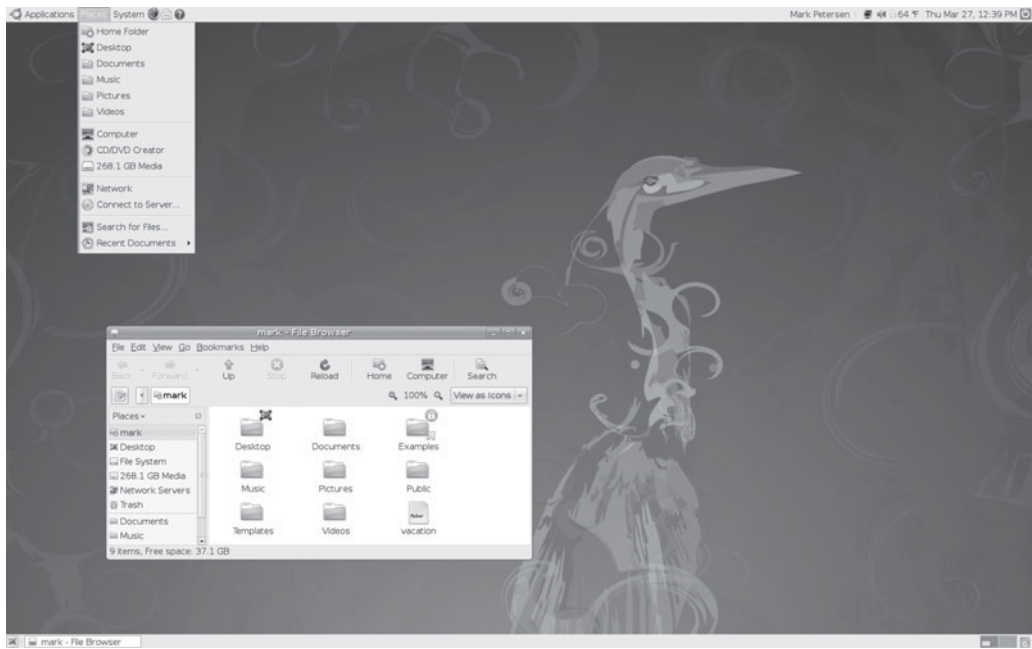 Applications Places System Mark Petersen 64 °F Thu Mar 27, 12:39 PM
Home Folder
Desktop
Documents
Music
Pictures
Videos
Computer
CD/DVD Creator
268.1 GB Media
Network
Connect to Server...
Search for Files...
Recent Documents
mark - File Browser
File Edit View Go Bookmarks Help
Back Forward Up Stop Reload Home Computer Search
mark 100% View as Icons
Places
mark
Desktop
File System
268.1 GB Media
Network Servers
Trash
Documents
Music
Desktop Documents Examples
Music Pictures Public
Templates Videos vacation
9 items, Free space: 37.1 GB
mark - File Browser